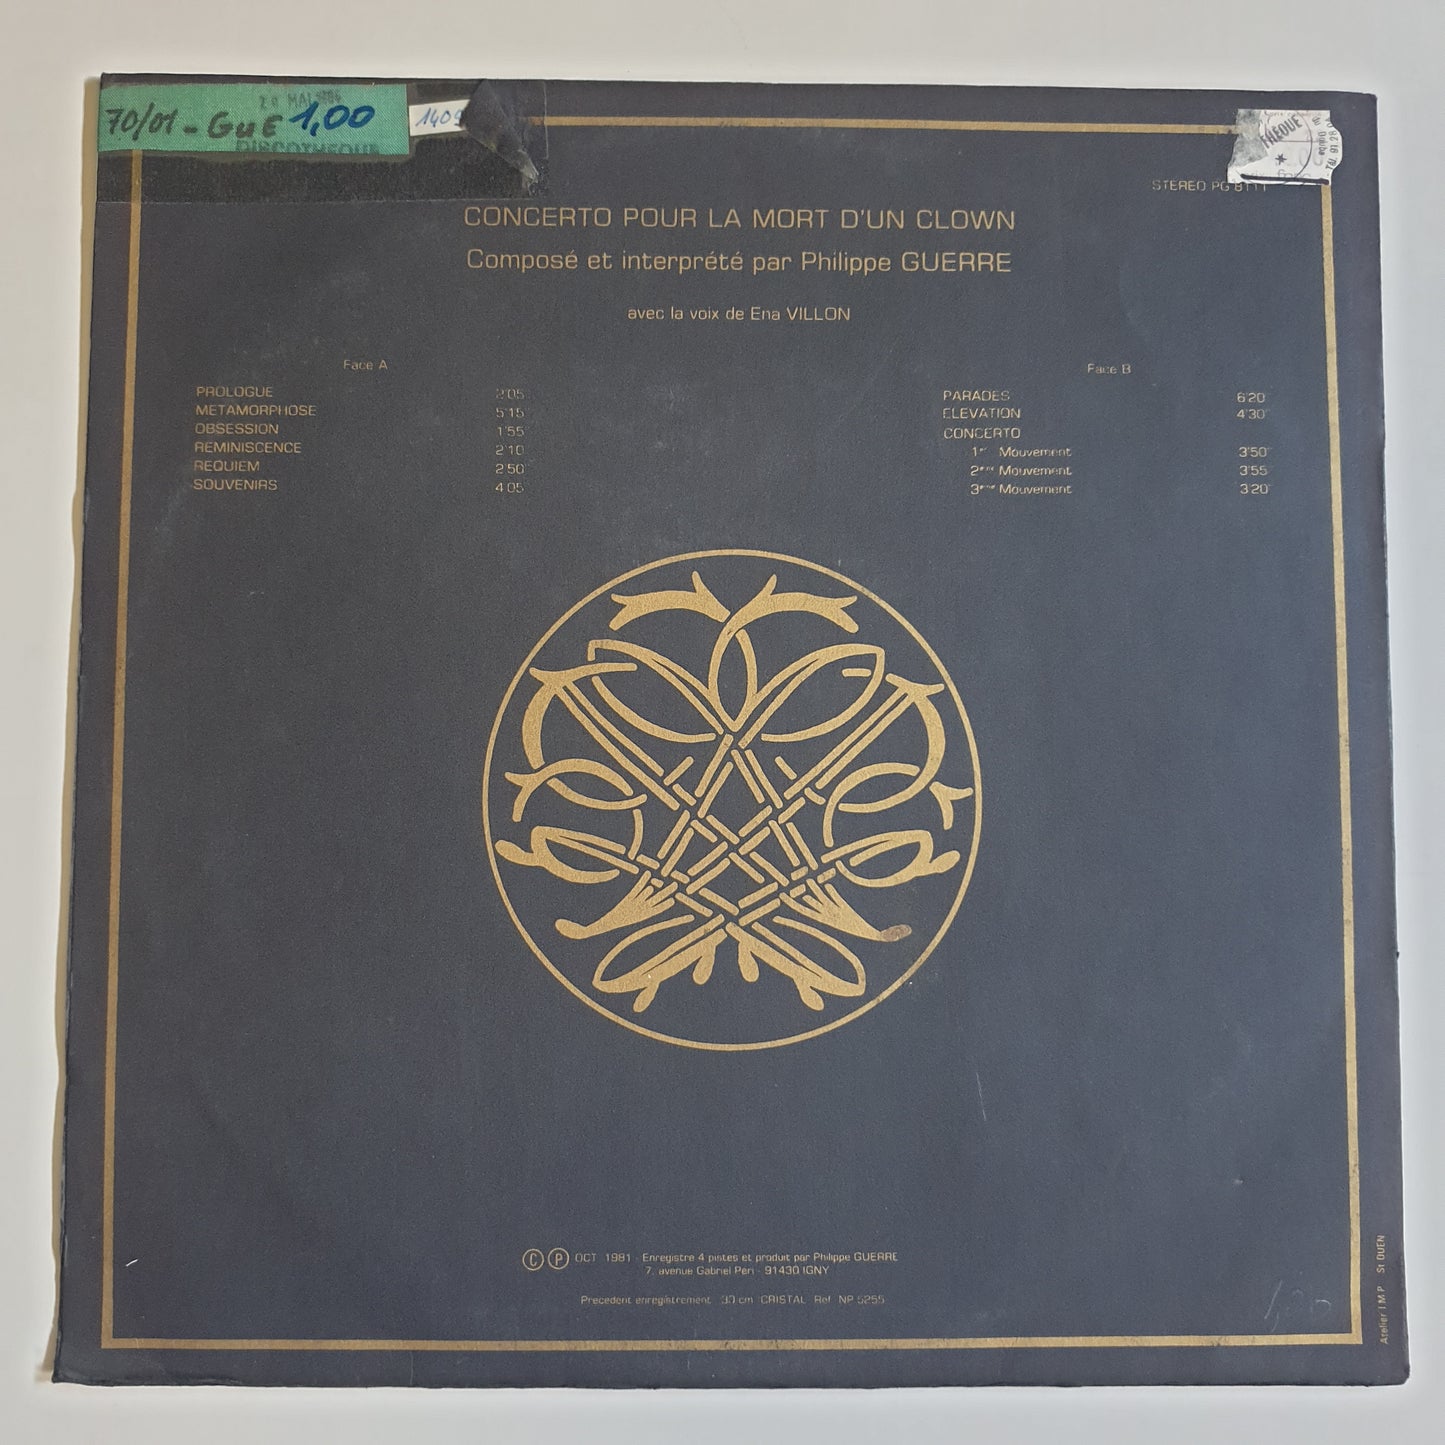 70/01 - GUE 1,00
DISCOTHEQUE
THEQUE
STEREO PG 8111
CONCERTO POUR LA MORT D'UN CLOWN
Composé et interprété par Philippe GUERRE
avec la voix de Ena VILLON
Face A
PROLOGUE 2'05
METAMORPHOSE 5'15
OBSESSION 1'55
REMINISCENCE 2'10
REQUIEM 2'50
SOUVENIRS 4'05
Face B
PARADES 6'20
ELEVATION 4'30"
CONCERTO
1er Mouvement 3'50"
2ème Mouvement 3'55"
3ème Mouvement 3'20"
© ℗ OCT 1981 - Enregistre 4 pistes et produit par Philippe GUERRE
7, avenue Gabriel Peri - 91430 IGNY
Precedent enregistrement 30 cm CRISTAL Ref NP 5255
Atelier I.M.P. St OUEN